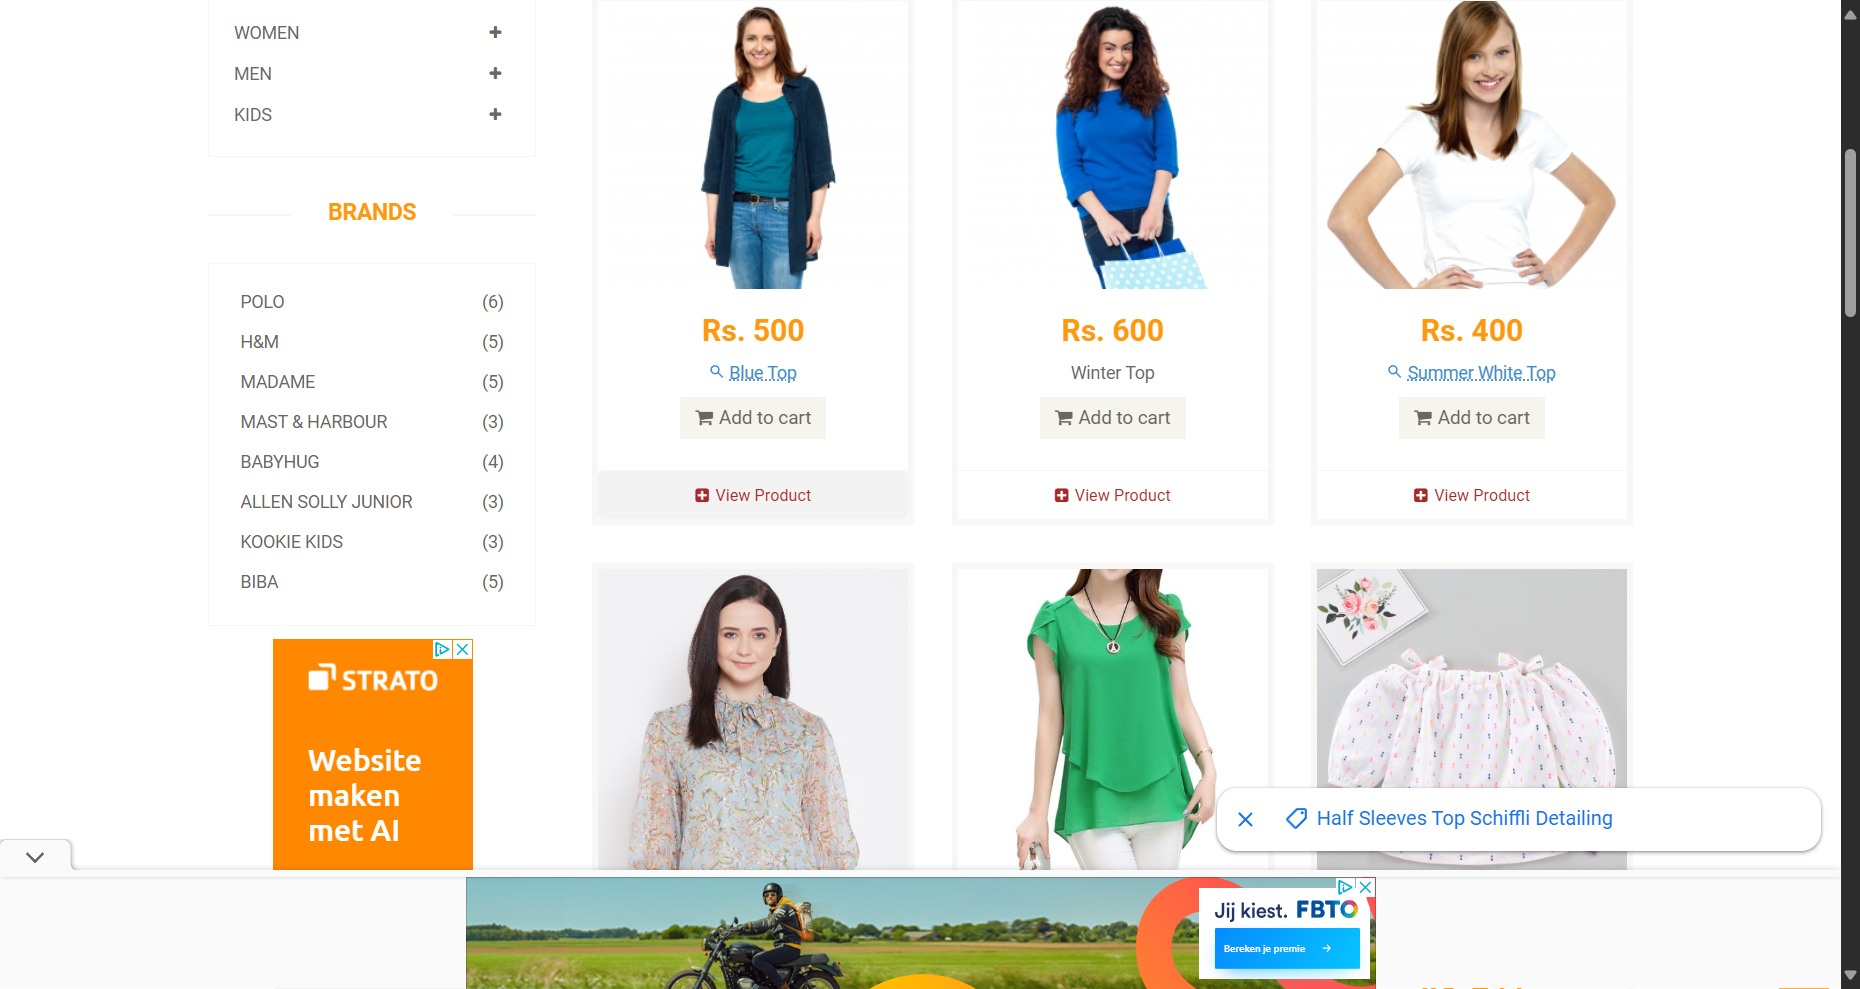 WOMEN
MEN
KIDS
BRANDS
POLO (6)
H&M (5)
MADAME (5)
MAST & HARBOUR (3)
BABYHUG (4)
ALLEN SOLLY JUNIOR (3)
KOOKIE KIDS (3)
BIBA (5)
STRATO
Website
maken
met AI
Rs. 500
Blue Top
Add to cart
View Product
Rs. 600
Winter Top
Add to cart
View Product
Rs. 400
Summer White Top
Add to cart
View Product
Half Sleeves Top Schiffli Detailing
Jij kiest. FBTO
Bereken je premie